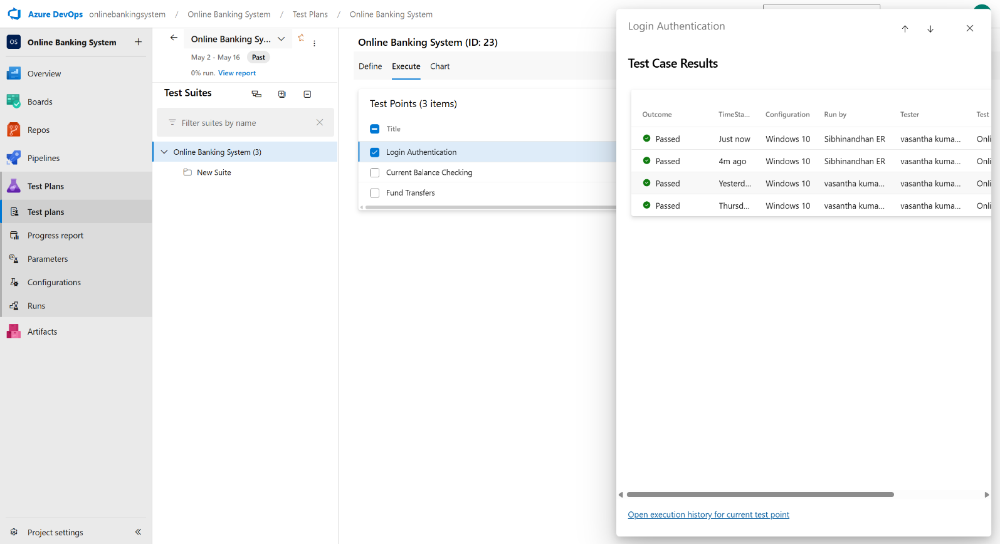 Azure DevOps onlinebankingsystem / Online Banking System / Test Plans / Online Banking System
OS Online Banking System +
Overview
Boards
Repos
Pipelines
Test Plans
Test plans
Progress report
Parameters
Configurations
Runs
Artifacts
Project settings
Online Banking Sy...
May 2 - May 16 Past
0% run. View report
Test Suites
Filter suites by name
Online Banking System (3)
New Suite
Online Banking System (ID: 23)
Define Execute Chart
Test Points (3 items)
Title
Login Authentication
Current Balance Checking
Fund Transfers
Login Authentication
Test Case Results
Outcome TimeSta... Configuration Run by Tester Test
Passed Just now Windows 10 Sibhinandhan ER vasantha kuma... Onli
Passed 4m ago Windows 10 Sibhinandhan ER vasantha kuma... Onli
Passed Yesterd... Windows 10 vasantha kuma... vasantha kuma... Onli
Passed Thursd... Windows 10 vasantha kuma... vasantha kuma... Onli
Open execution history for current test point